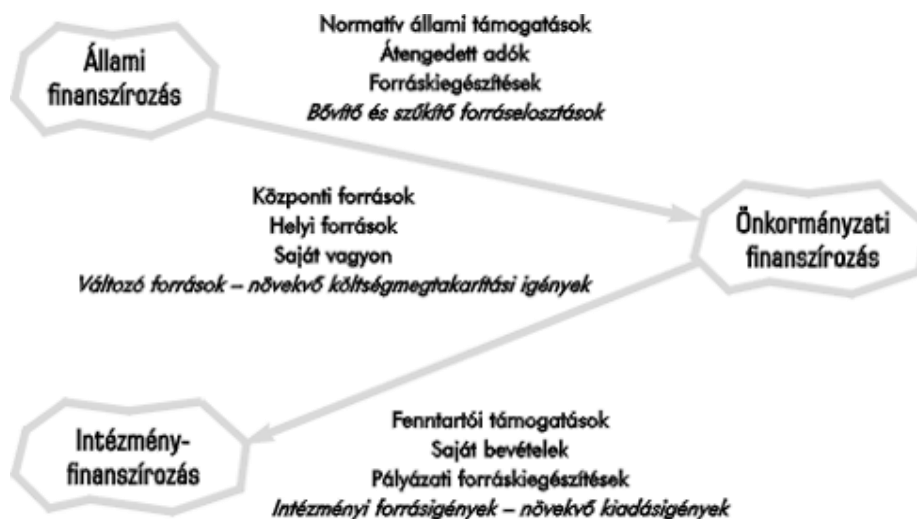 Normatív állami támogatások
Átengedett adók
Forráskiegészítések
Bővítő és szűkítő forráselosztások
Állami
finanszírozás
Központi források
Helyi források
Saját vagyon
Változó források – növekvő költségmegtakarítási igények
Önkormányzati
finanszírozás
Intézmény-
finanszírozás
Fenntartói támogatások
Saját bevételek
Pályázati forráskiegészítések
Intézményi forrásigények – növekvő kiadásigények